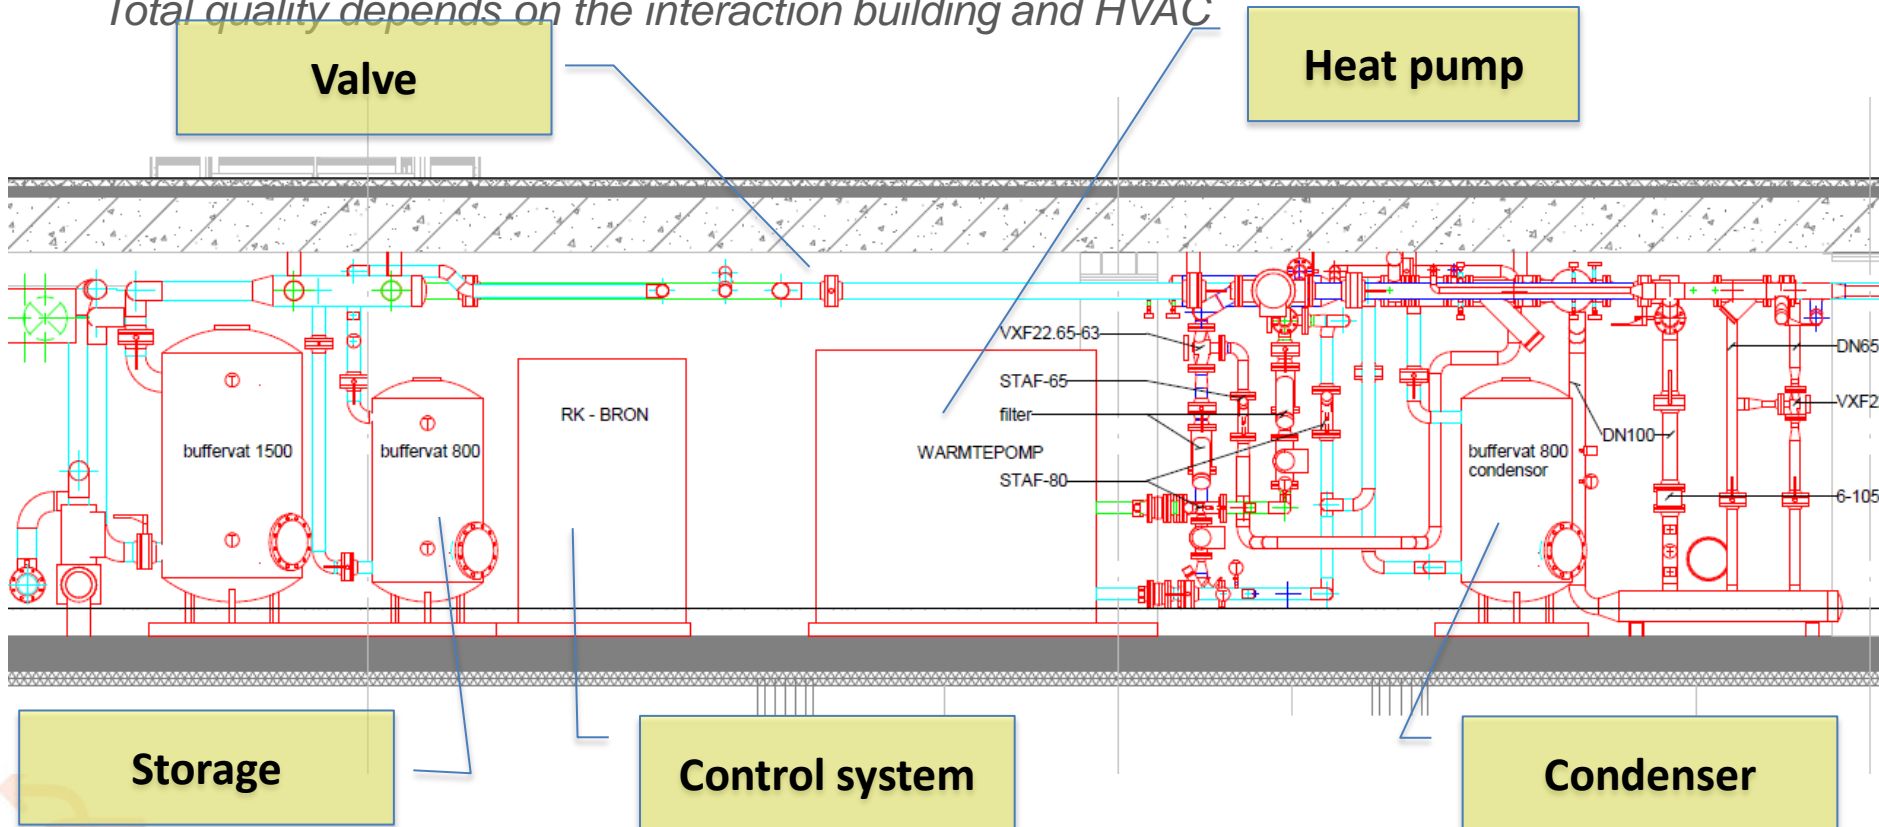 Total quality depends on the interaction building and HVAC
Valve
Heat pump
VXF22.65-63
DN65
STAF-65
VXF2
filter
RK - BRON
buffervat 1500
buffervat 800
WARMTEPOMP
DN100
buffervat 800
condensor
STAF-80
6-105
Storage
Control system
Condenser